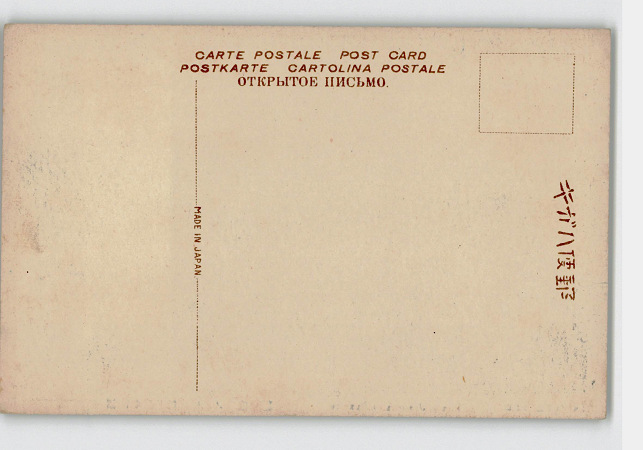 CARTE POSTALE POST CARD
POSTKARTE CARTOLINA POSTALE
ОТКРЫТОЕ ПИСЬМО.
MADE IN JAPAN
キガハ便郵